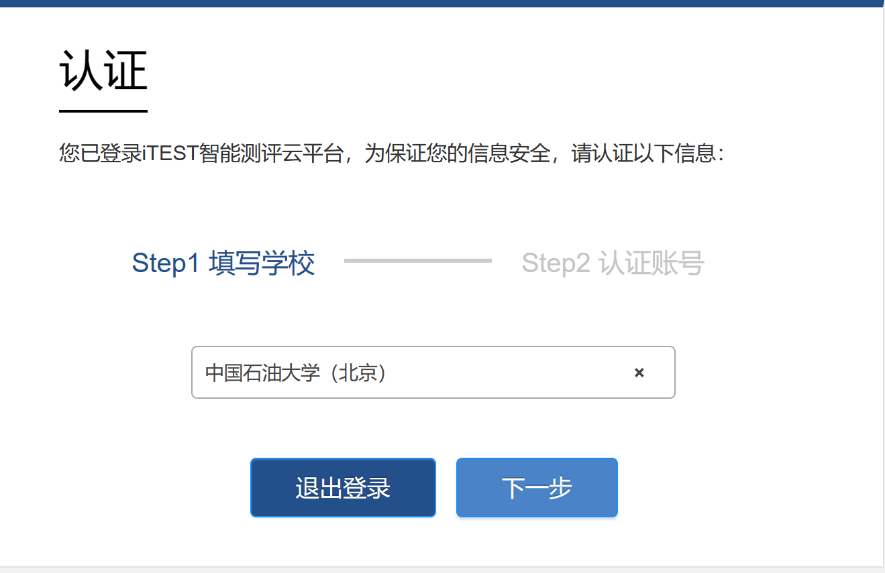 认证
您已登录iTEST智能测评云平台，为保证您的信息安全，请认证以下信息：
Step1 填写学校
Step2 认证账号
中国石油大学（北京）
×
退出登录
下一步